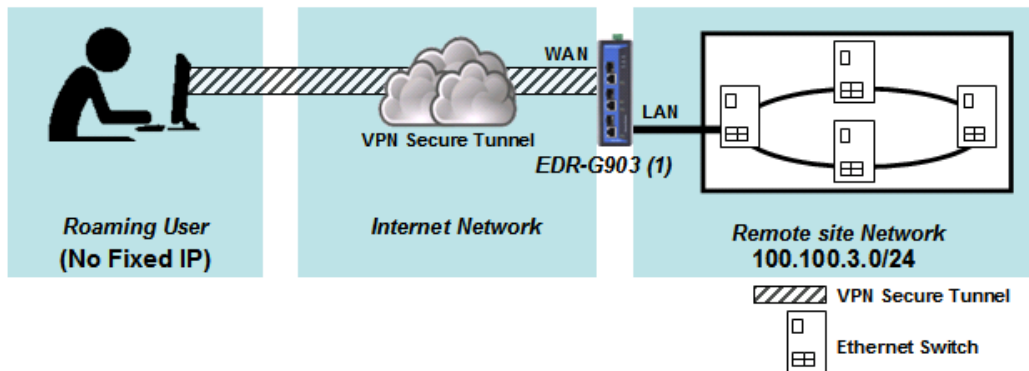 WAN
LAN
VPN Secure Tunnel
EDR-G903 (1)
Roaming User
(No Fixed IP)
Internet Network
Remote site Network
100.100.3.0/24
VPN Secure Tunnel
Ethernet Switch